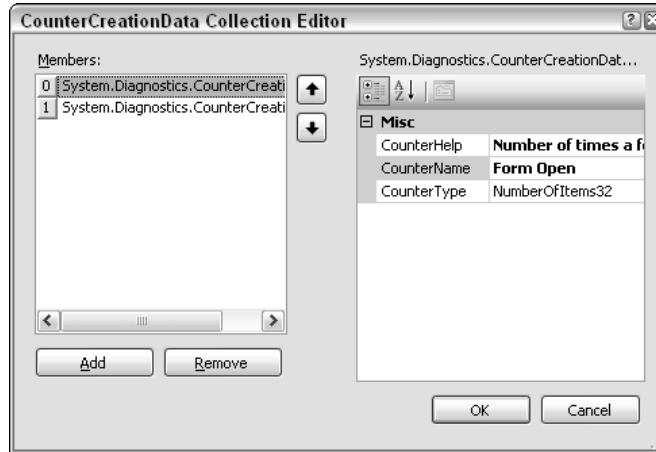 CounterCreationData Collection Editor
Members:
0 System.Diagnostics.CounterCreati
1 System.Diagnostics.CounterCreati
System.Diagnostics.CounterCreationDat...
Misc
CounterHelp Number of times a f
CounterName Form Open
CounterType NumberOfItems32
Add
Remove
OK
Cancel